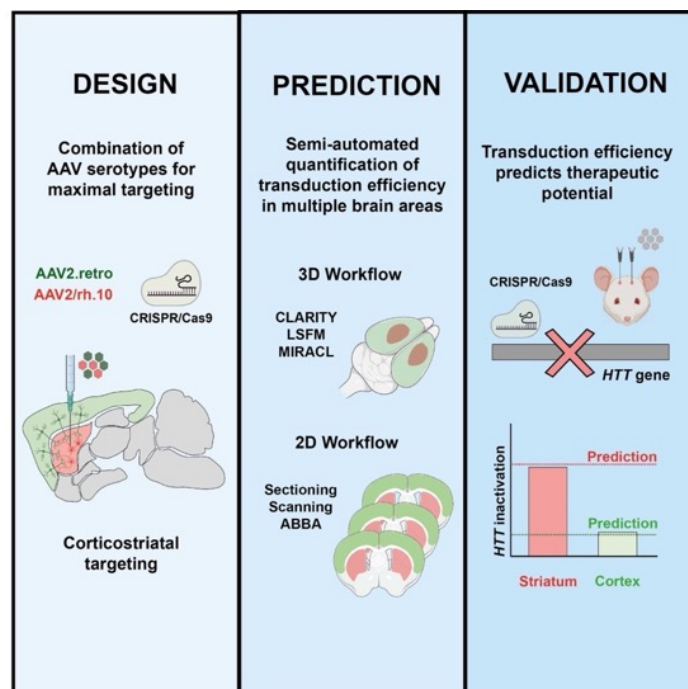 DESIGN
Combination of
AAV serotypes for
maximal targeting
AAV2.retro
AAV2/rh.10
CRISPR/Cas9
Corticostriatal
targeting
PREDICTION
Semi-automated
quantification of
transduction efficiency
in multiple brain areas
3D Workflow
CLARITY
LSFM
MIRACL
2D Workflow
Sectioning
Scanning
ABBA
VALIDATION
Transduction efficiency
predicts therapeutic
potential
CRISPR/Cas9
HTT gene
HTT inactivation
Prediction
Prediction
Striatum
Cortex